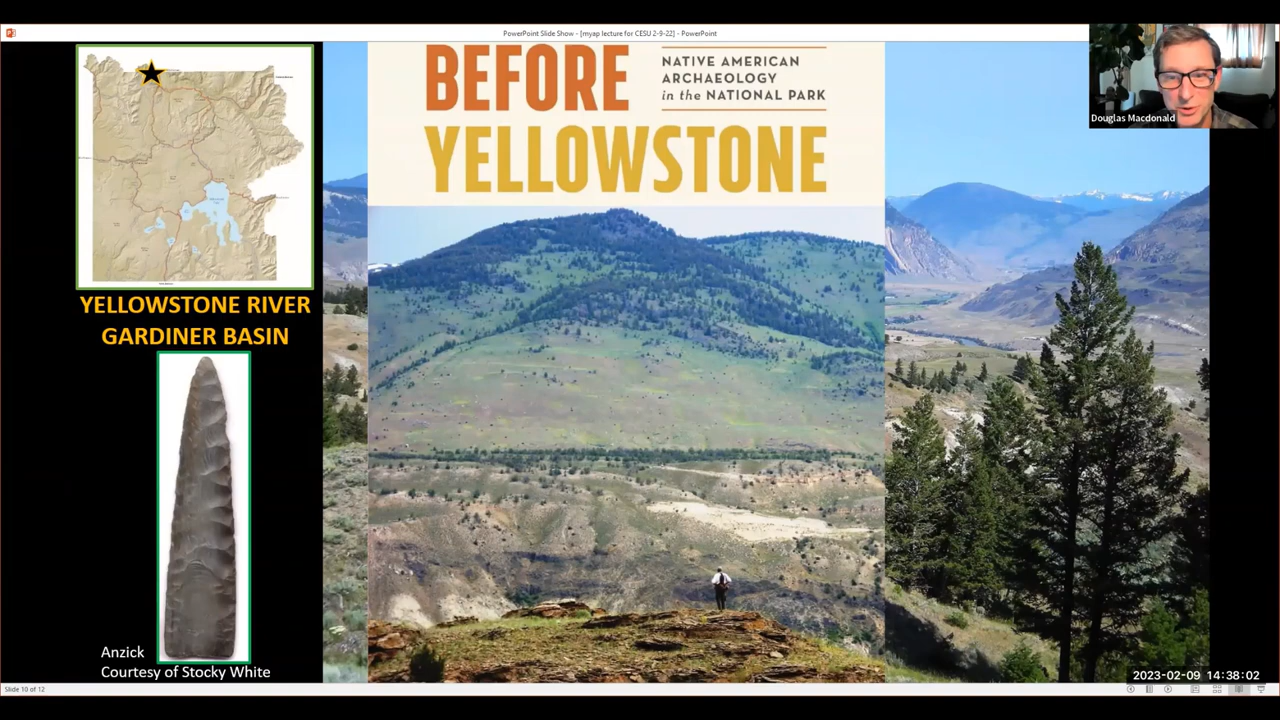 PowerPoint Slide Show - [myap lecture for CESU 2-9-22] - PowerPoint
BEFORE
YELLOWSTONE
NATIVE AMERICAN
ARCHAEOLOGY
in the NATIONAL PARK
Douglas Macdonald
YELLOWSTONE RIVER
GARDINER BASIN
Anzick
Courtesy of Stocky White
2023-02-09 14:38:02
Slide 10 of 12